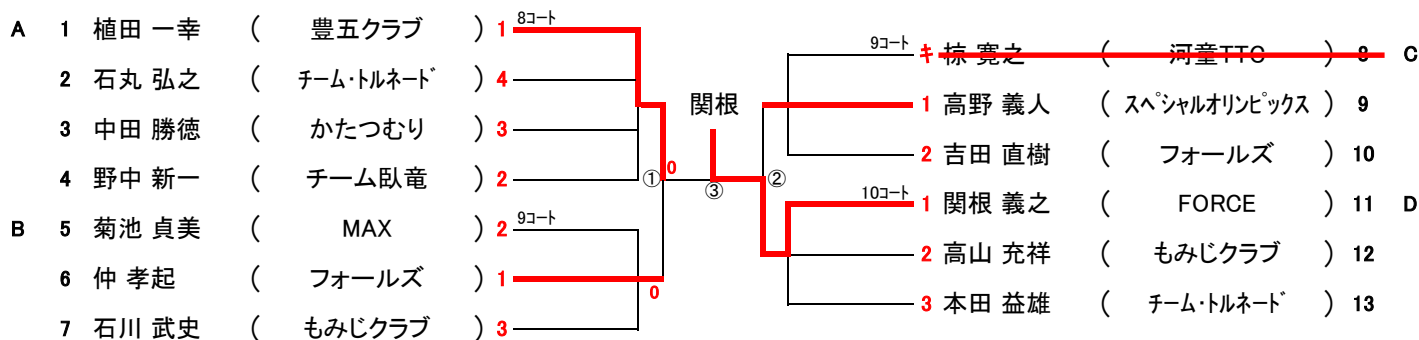 A 1 植田 一幸 ( 豊五クラブ ) 1 8コート
2 石丸 弘之 ( チーム・トルネード ) 4
3 中田 勝徳 ( かたつむり ) 3
4 野中 新一 ( チーム臥竜 ) 2
B 5 菊池 貞美 ( MAX ) 2 9コート
6 仲 孝起 ( フォールズ ) 1
7 石川 武史 ( もみじクラブ ) 3
① 0
0
関根
③
②
9コート キ 椋 寛之 ( 河童TTC ) 8 C
1 高野 義人 ( スペシャルオリンピックス ) 9
2 吉田 直樹 ( フォールズ ) 10
10コート 1 関根 義之 ( FORCE ) 11 D
2 高山 充祥 ( もみじクラブ ) 12
3 本田 益雄 ( チーム・トルネード ) 13